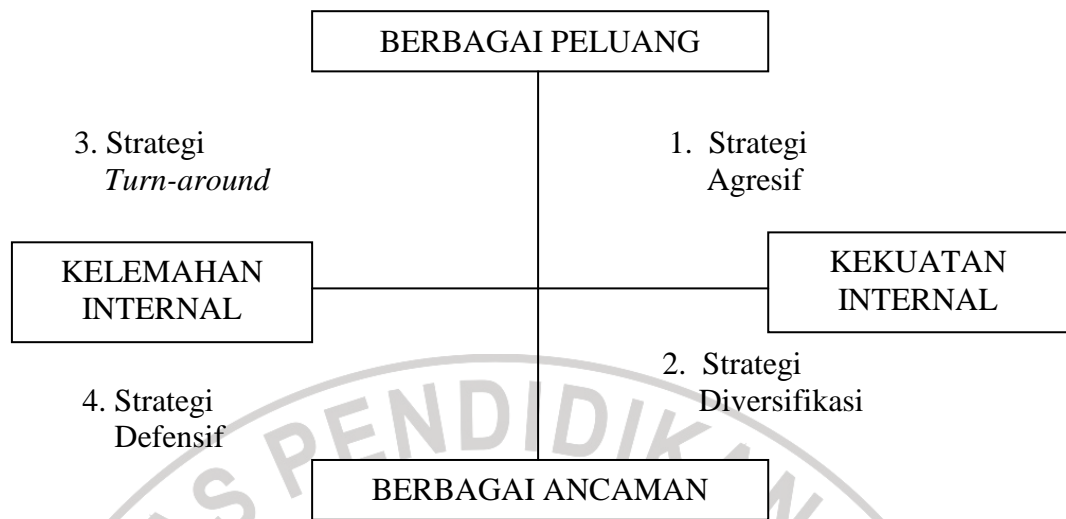 BERBAGAI PELUANG
3. Strategi
Turn-around
1. Strategi
Agresif
KELEMAHAN
INTERNAL
KEKUATAN
INTERNAL
4. Strategi
Defensif
2. Strategi
Diversifikasi
BERBAGAI ANCAMAN
PENDIDIKAN